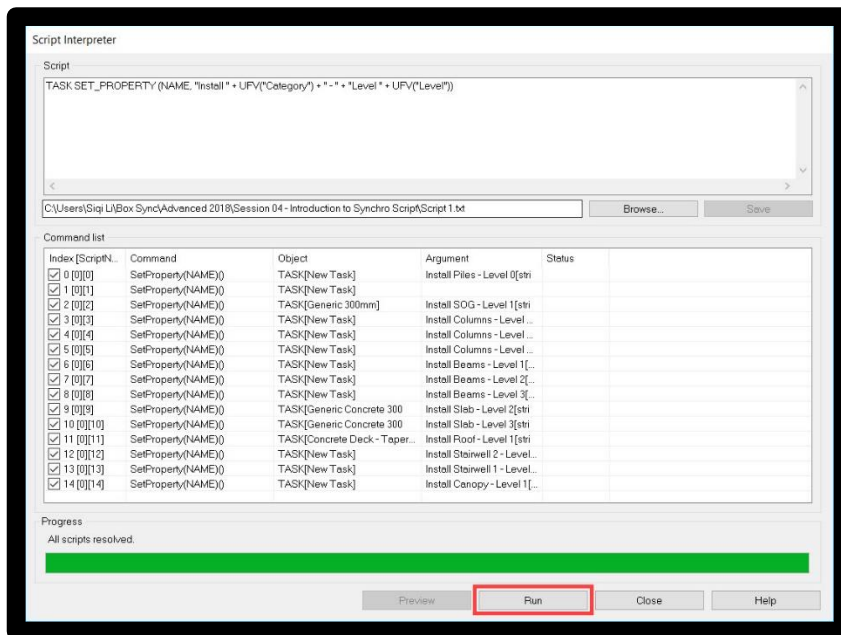 Script Interpreter
Script
TASK SET_PROPERTY (NAME, "Install " + UFV("Category") + " - " + "Level " + UFV("Level"))
C:\Users\Siqi Li\Box Sync\Advanced 2018\Session 04 - Introduction to Synchro Script\Script 1.txt Browse... Save
Command list
Index [ScriptN... Command Object Argument Status
0 [0][0] SetProperty(NAME)() TASK[New Task] Install Piles - Level 0[stri
1 [0][1] SetProperty(NAME)() TASK[New Task]
2 [0][2] SetProperty(NAME)() TASK[Generic 300mm] Install SOG - Level 1[stri
3 [0][3] SetProperty(NAME)() TASK[New Task] Install Columns - Level ...
4 [0][4] SetProperty(NAME)() TASK[New Task] Install Columns - Level ...
5 [0][5] SetProperty(NAME)() TASK[New Task] Install Columns - Level ...
6 [0][6] SetProperty(NAME)() TASK[New Task] Install Beams - Level 1[...
7 [0][7] SetProperty(NAME)() TASK[New Task] Install Beams - Level 2[...
8 [0][8] SetProperty(NAME)() TASK[New Task] Install Beams - Level 3[...
9 [0][9] SetProperty(NAME)() TASK[Generic Concrete 300 Install Slab - Level 2[stri
10 [0][10] SetProperty(NAME)() TASK[Generic Concrete 300 Install Slab - Level 3[stri
11 [0][11] SetProperty(NAME)() TASK[Concrete Deck - Taper... Install Roof - Level 1[stri
12 [0][12] SetProperty(NAME)() TASK[New Task] Install Stairwell 2 - Level...
13 [0][13] SetProperty(NAME)() TASK[New Task] Install Stairwell 1 - Level...
14 [0][14] SetProperty(NAME)() TASK[New Task] Install Canopy - Level 1[...
Progress
All scripts resolved.
Preview Run Close Help